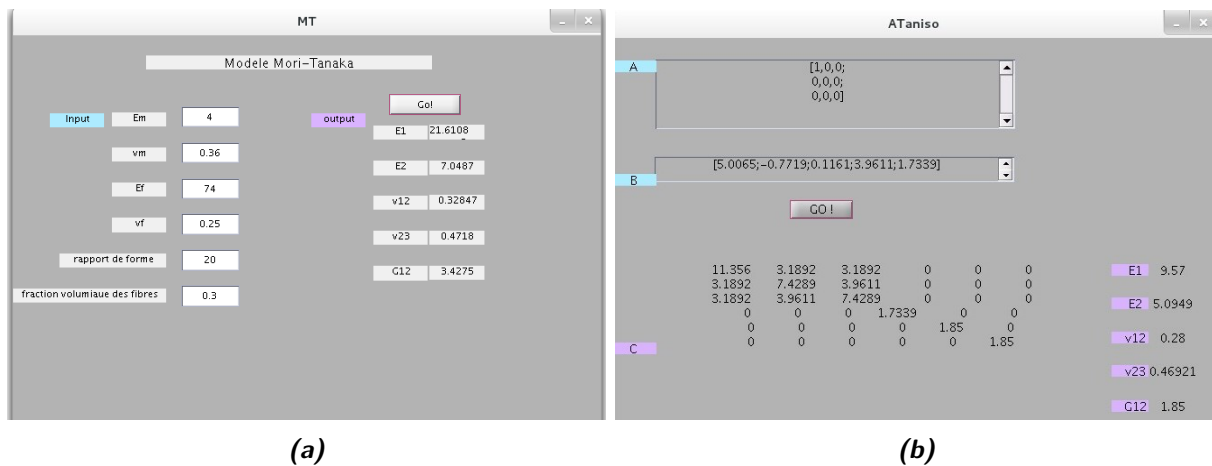 MT
Modele Mori-Tanaka
Go!
Input Em 4 output E1 21.6108
vm 0.36 E2 7.0487
Ef 74 v12 0.32847
vf 0.25 v23 0.4718
rapport de forme 20 G12 3.4275
fraction volumiaue des fibres 0.3
(a)
ATaniso
A [1,0,0;
0,0,0;
0,0,0]
B [5.0065;-0.7719;0.1161;3.9611;1.7339]
GO !
11.356 3.1892 3.1892 0 0 0
3.1892 7.4289 3.9611 0 0 0
3.1892 3.9611 7.4289 0 0 0
0 0 0 1.7339 0 0
0 0 0 0 1.85 0
0 0 0 0 0 1.85
C
E1 9.57
E2 5.0949
v12 0.28
v23 0.46921
G12 1.85
(b)